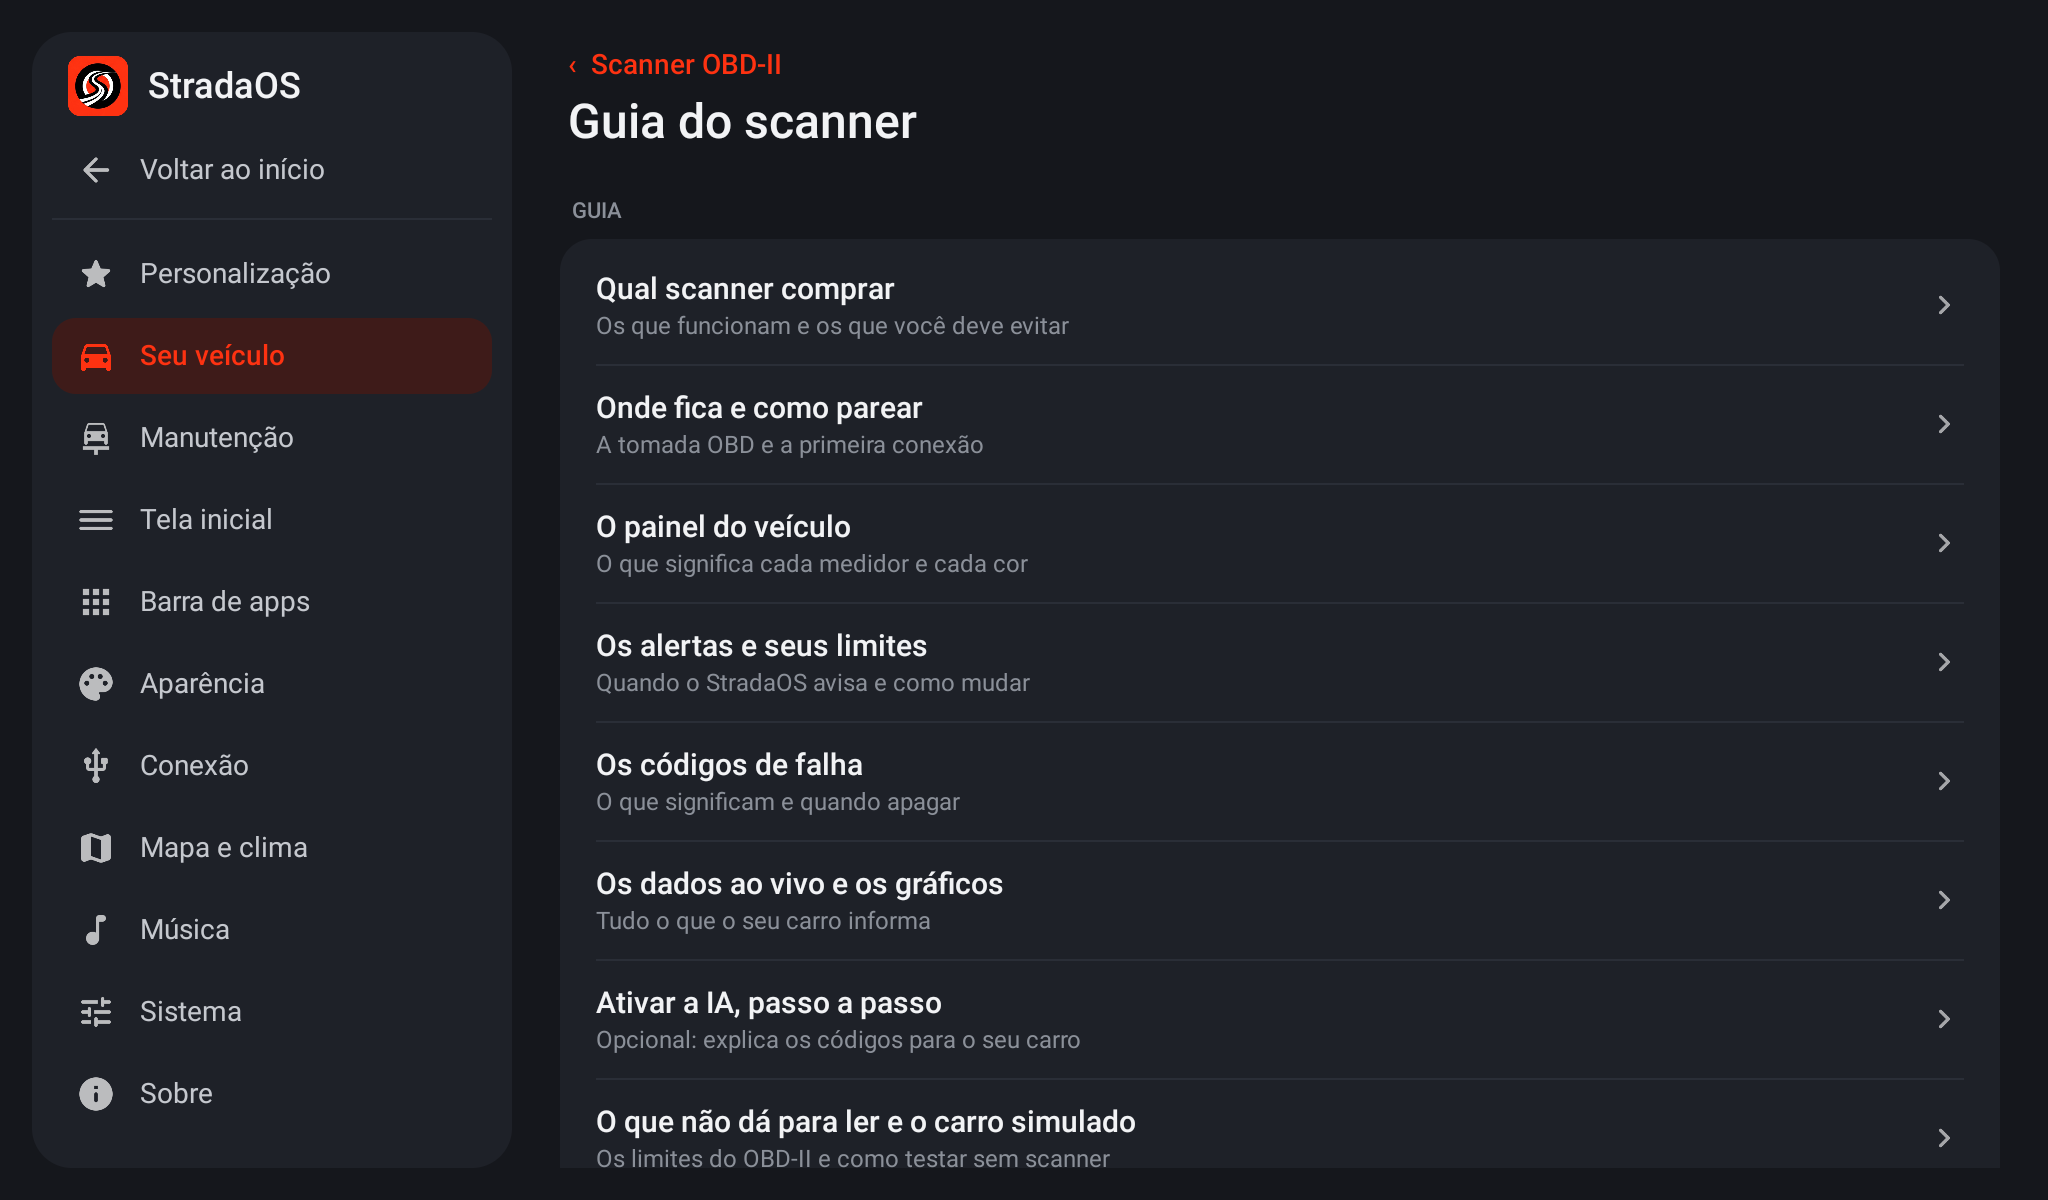 StradaOS
Voltar ao início
Personalização
Seu veículo
Manutenção
Tela inicial
Barra de apps
Aparência
Conexão
Mapa e clima
Música
Sistema
Sobre
‹ Scanner OBD-II
Guia do scanner
GUIA
Qual scanner comprar
Os que funcionam e os que você deve evitar
Onde fica e como parear
A tomada OBD e a primeira conexão
O painel do veículo
O que significa cada medidor e cada cor
Os alertas e seus limites
Quando o StradaOS avisa e como mudar
Os códigos de falha
O que significam e quando apagar
Os dados ao vivo e os gráficos
Tudo o que o seu carro informa
Ativar a IA, passo a passo
Opcional: explica os códigos para o seu carro
O que não dá para ler e o carro simulado
Os limites do OBD-II e como testar sem scanner